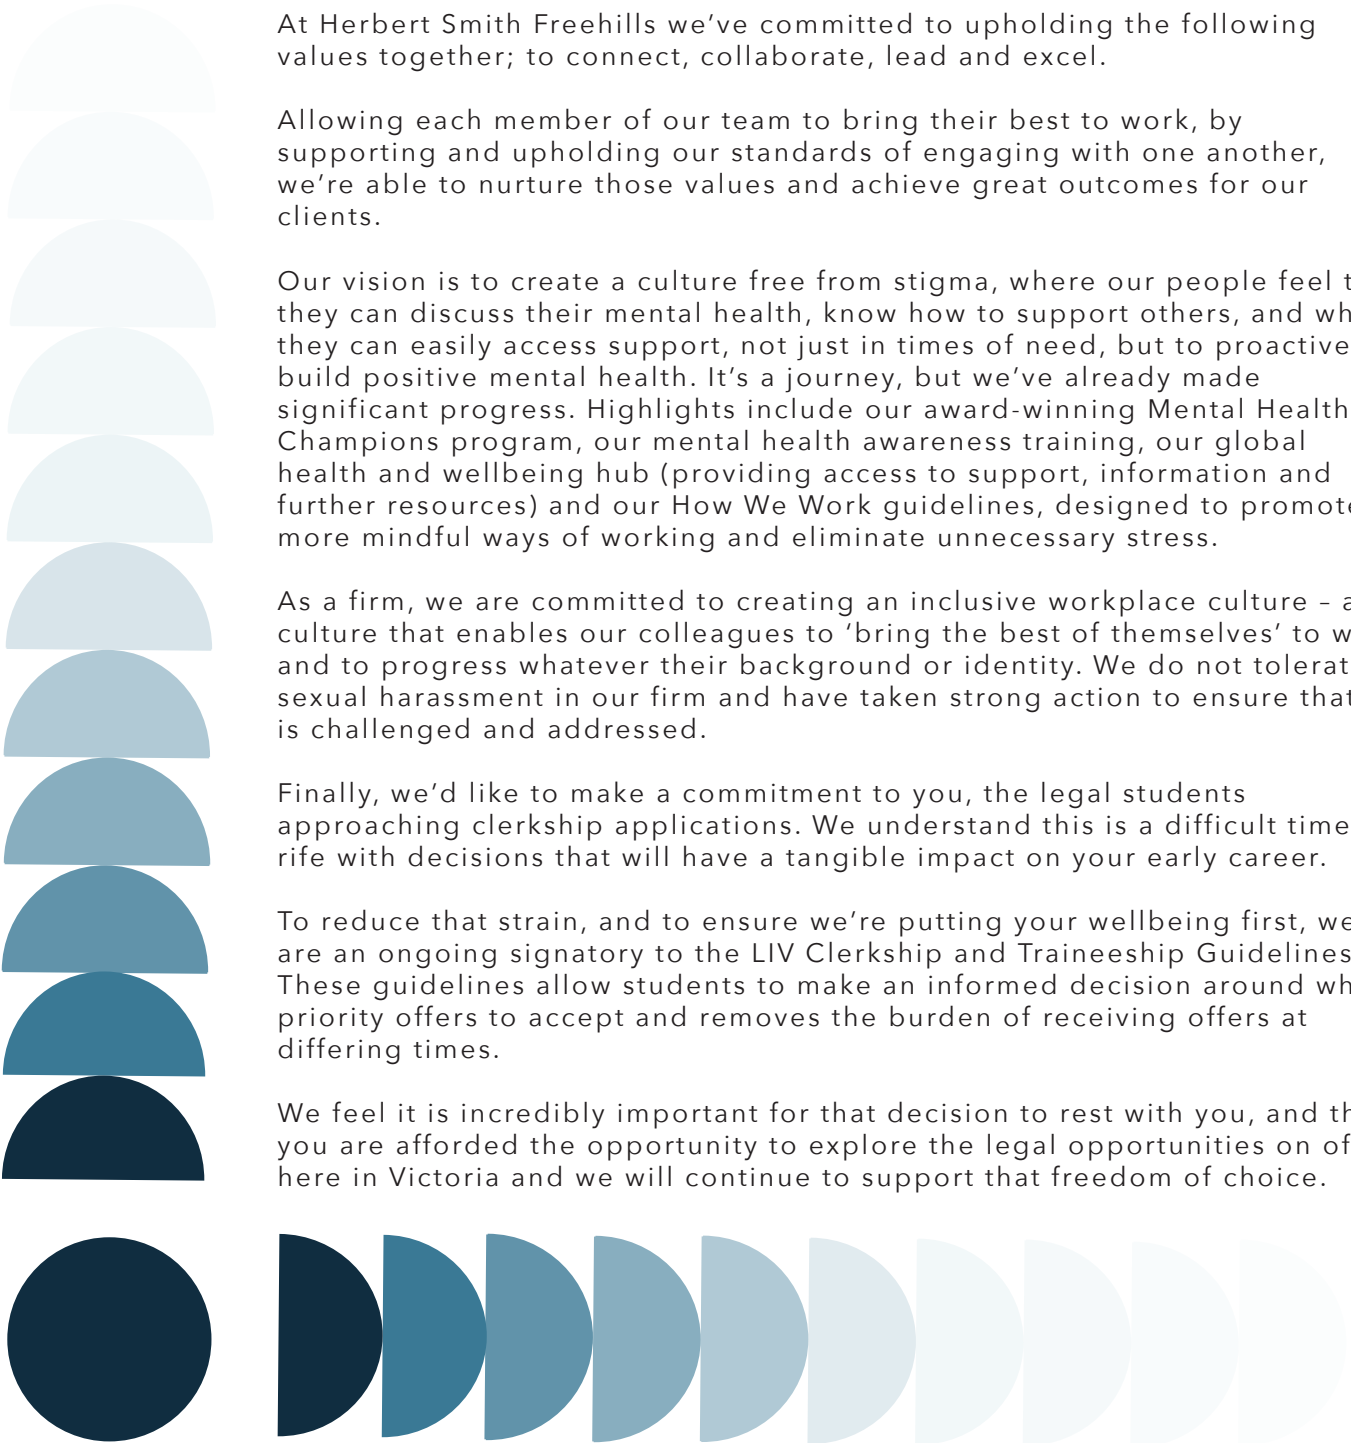 At Herbert Smith Freehills we’ve committed to upholding the following
values together; to connect, collaborate, lead and excel.
Allowing each member of our team to bring their best to work, by
supporting and upholding our standards of engaging with one another,
we’re able to nurture those values and achieve great outcomes for our
clients.
Our vision is to create a culture free from stigma, where our people feel
they can discuss their mental health, know how to support others, and
they can easily access support, not just in times of need, but to proactive
build positive mental health. It’s a journey, but we’ve already made
significant progress. Highlights include our award-winning Mental Health
Champions program, our mental health awareness training, our global
health and wellbeing hub (providing access to support, information and
further resources) and our How We Work guidelines, designed to promote
more mindful ways of working and eliminate unnecessary stress.
As a firm, we are committed to creating an inclusive workplace culture – a
culture that enables our colleagues to ‘bring the best of themselves’ to
and to progress whatever their background or identity. We do not tolerat
sexual harassment in our firm and have taken strong action to ensure that
is challenged and addressed.
Finally, we’d like to make a commitment to you, the legal students
approaching clerkship applications. We understand this is a difficult time
rife with decisions that will have a tangible impact on your early career.
To reduce that strain, and to ensure we’re putting your wellbeing first, we
are an ongoing signatory to the LIV Clerkship and Traineeship Guidelines
These guidelines allow students to make an informed decision around
priority offers to accept and removes the burden of receiving offers at
differing times.
We feel it is incredibly important for that decision to rest with you, and
you are afforded the opportunity to explore the legal opportunities on
here in Victoria and we will continue to support that freedom of choice.